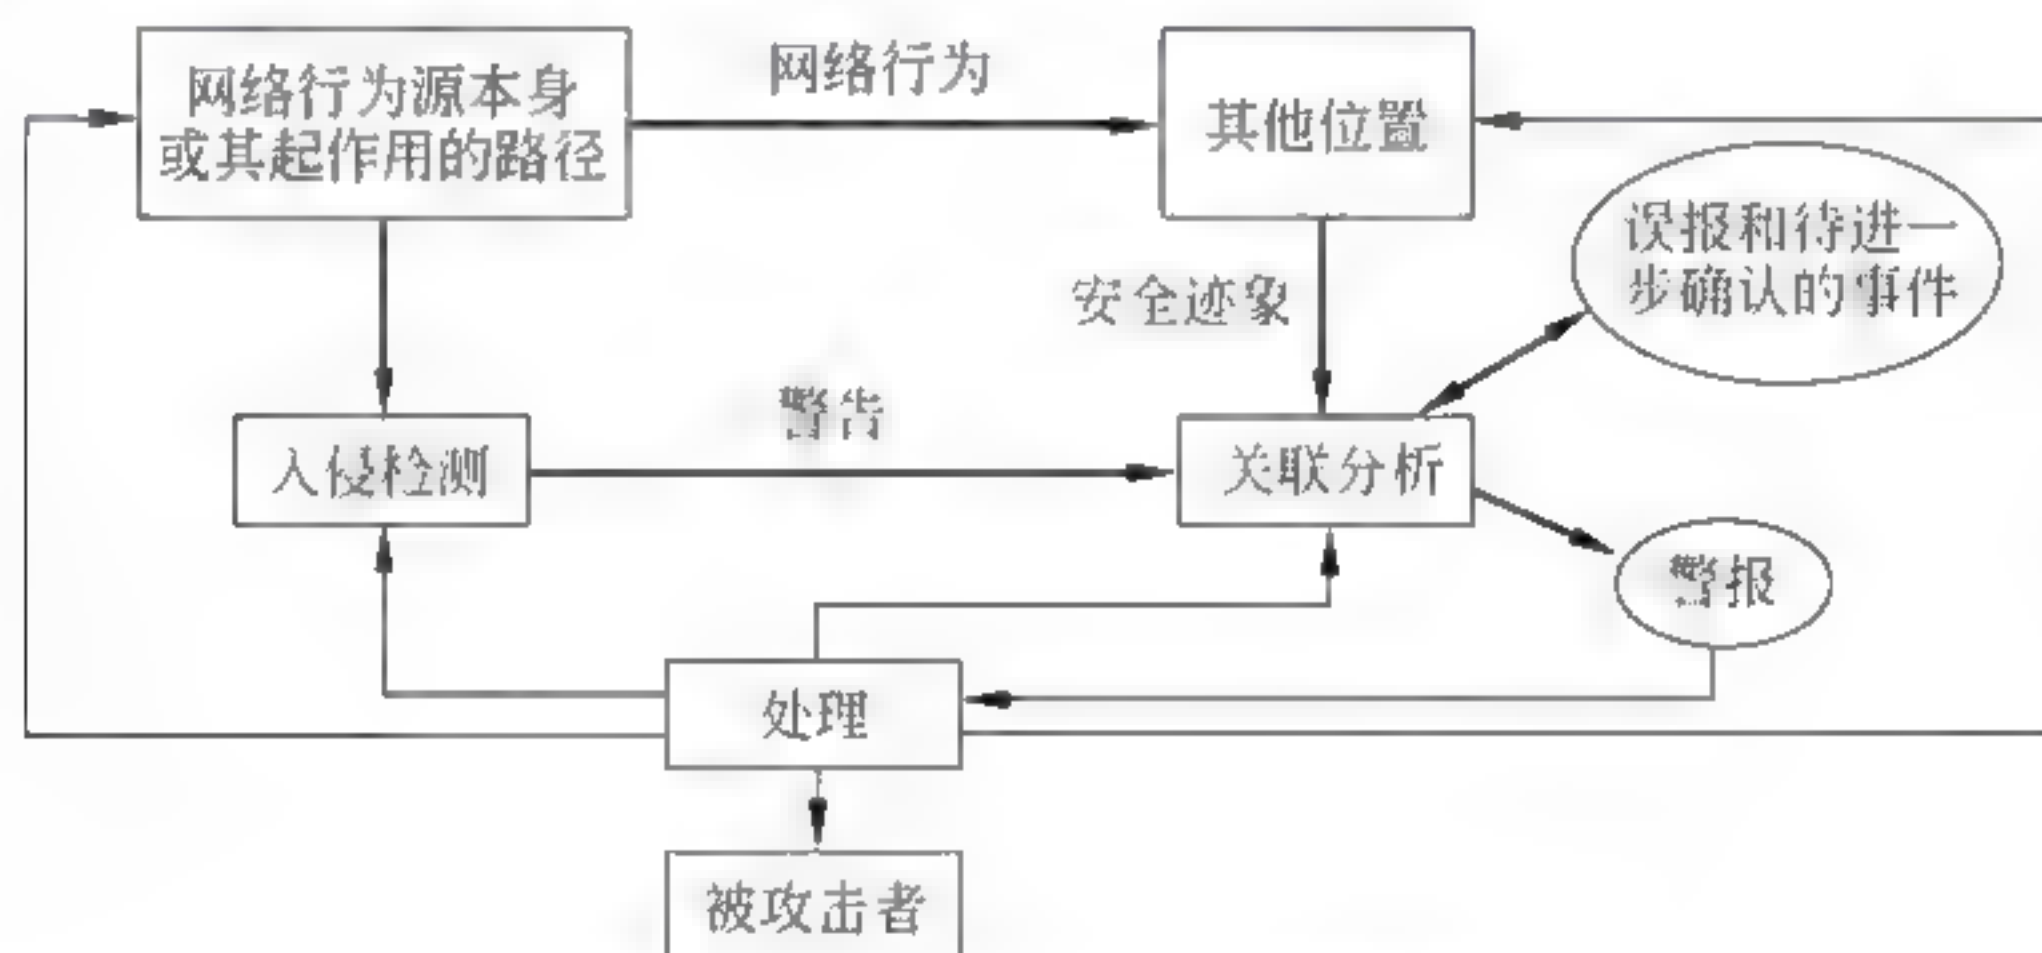 网络行为源本身
或其起作用的路径
网络行为
其他位置
误报和待进一
步确认的事件
安全迹象
警告
入侵检测
关联分析
警报
处理
被攻击者